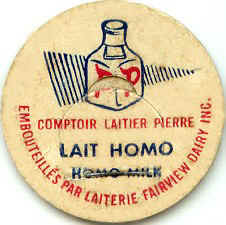 COMPTOIR LAITIER PIERRE
LAIT HOMO
HOMO MILK
EMBOUTEILLÉS PAR LAITERIE FAIRVIEW DAIRY INC.